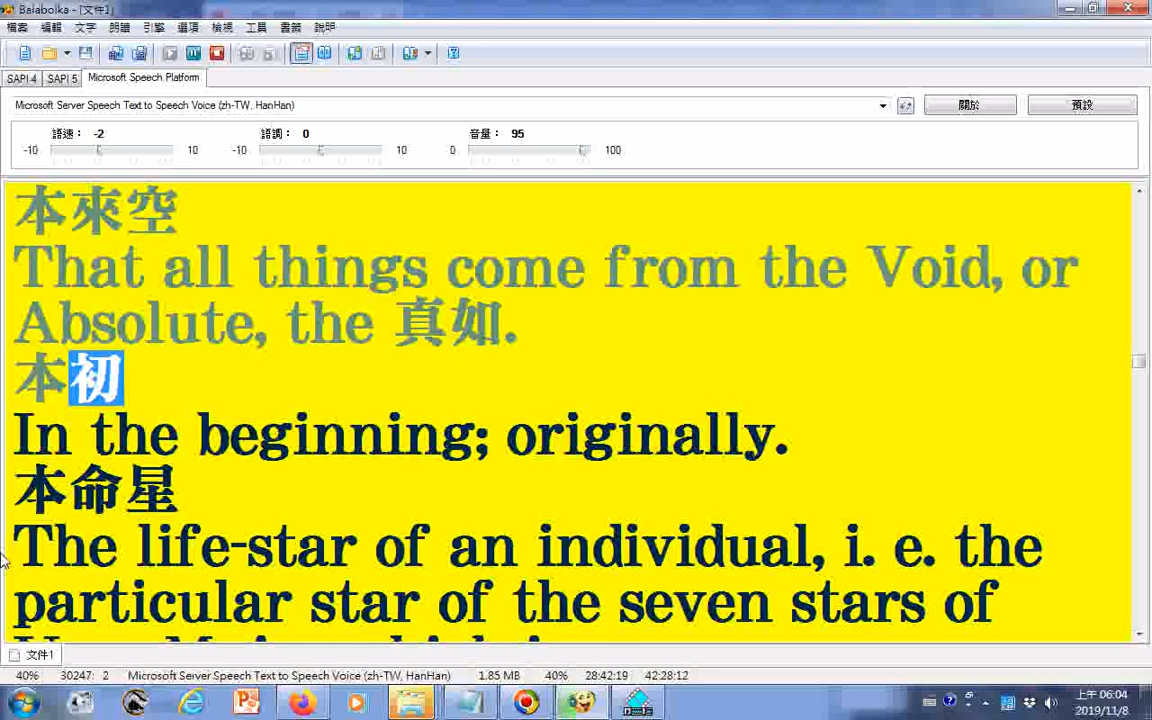 Balabolka - [文件1]
檔案 編輯 文字 朗讀 引擎 選項 檢視 工具 書籤 說明
SAPI 4 SAPI 5 Microsoft Speech Platform
Microsoft Server Speech Text to Speech Voice (zh-TW, HanHan) 關於 預設
語速： -2 語調： 0 音量： 95
-10 10 -10 10 0 100
本來空
That all things come from the Void, or
Absolute, the 真如.
本初
In the beginning; originally.
本命星
The life-star of an individual, i. e. the
particular star of the seven stars of
文件1
40% 30247: 2 Microsoft Server Speech Text to Speech Voice (zh-TW, HanHan) 1.85 MB 40% 28:42:19 42:28:12
上午 06:04
2019/11/8